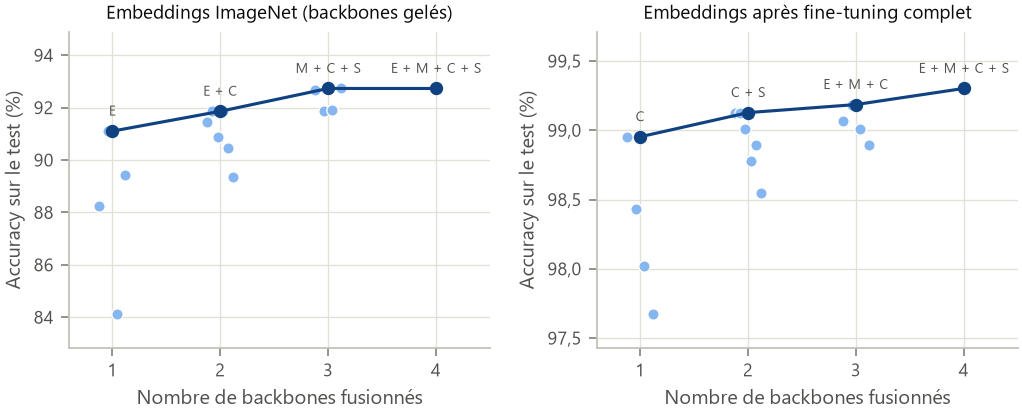 Embeddings ImageNet (backbones gelés)
Accuracy sur le test (%)
94
92
90
88
86
84
E
E + C
M + C + S
E + M + C + S
1
2
3
4
Nombre de backbones fusionnés
Embeddings après fine-tuning complet
Accuracy sur le test (%)
99,5
99,0
98,5
98,0
97,5
C
C + S
E + M + C
E + M + C + S
1
2
3
4
Nombre de backbones fusionnés